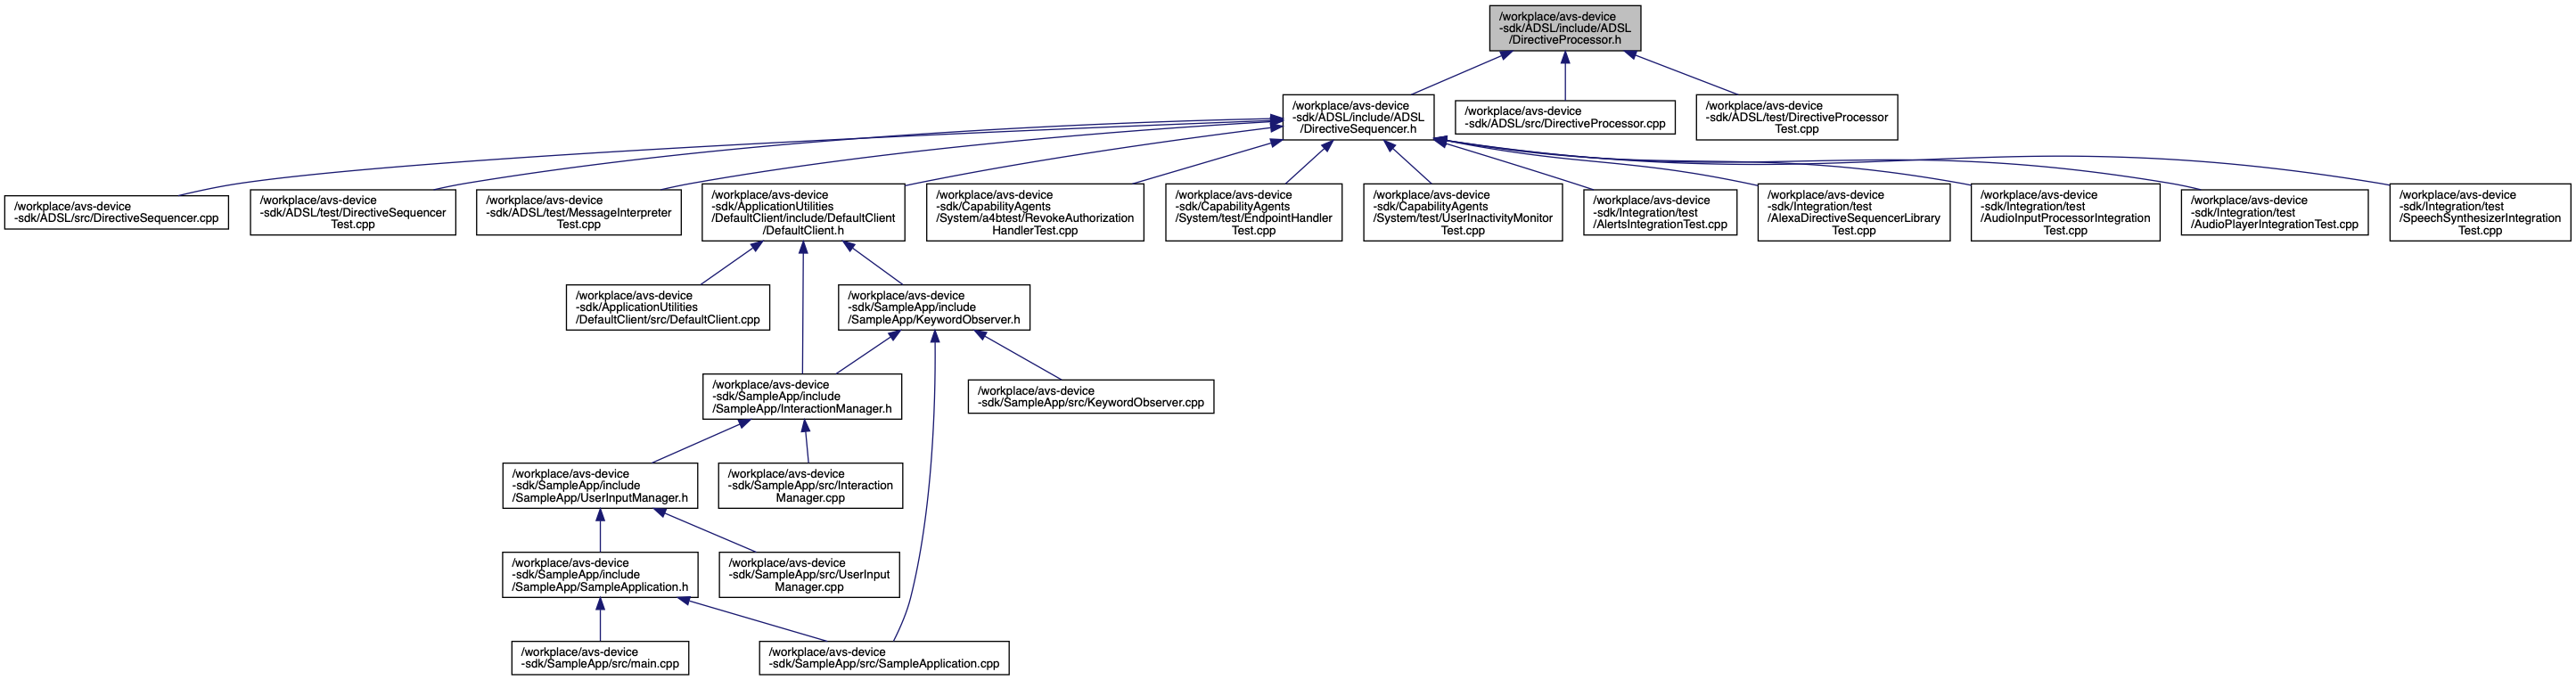 /workplace/avs-device
-sdk/ADSL/include/ADSL
/DirectiveProcessor.h
/workplace/avs-device
-sdk/ADSL/include/ADSL
/DirectiveSequencer.h
/workplace/avs-device
-sdk/ADSL/src/DirectiveProcessor.cpp
/workplace/avs-device
-sdk/ADSL/test/DirectiveProcessor
Test.cpp
/workplace/avs-device
-sdk/ADSL/src/DirectiveSequencer.cpp
/workplace/avs-device
-sdk/ADSL/test/DirectiveSequencer
Test.cpp
/workplace/avs-device
-sdk/ADSL/test/MessageInterpreter
Test.cpp
/workplace/avs-device
-sdk/ApplicationUtilities
/DefaultClient/include/DefaultClient
/DefaultClient.h
/workplace/avs-device
-sdk/CapabilityAgents
/System/a4btest/RevokeAuthorization
HandlerTest.cpp
/workplace/avs-device
-sdk/CapabilityAgents
/System/test/EndpointHandler
Test.cpp
/workplace/avs-device
-sdk/CapabilityAgents
/System/test/UserInactivityMonitor
Test.cpp
/workplace/avs-device
-sdk/Integration/test
/AlertsIntegrationTest.cpp
/workplace/avs-device
-sdk/Integration/test
/AlexaDirectiveSequencerLibrary
Test.cpp
/workplace/avs-device
-sdk/Integration/test
/AudioInputProcessorIntegration
Test.cpp
/workplace/avs-device
-sdk/Integration/test
/AudioPlayerIntegrationTest.cpp
/workplace/avs-device
-sdk/Integration/test
/SpeechSynthesizerIntegration
Test.cpp
/workplace/avs-device
-sdk/ApplicationUtilities
/DefaultClient/src/DefaultClient.cpp
/workplace/avs-device
-sdk/SampleApp/include
/SampleApp/KeywordObserver.h
/workplace/avs-device
-sdk/SampleApp/include
/SampleApp/InteractionManager.h
/workplace/avs-device
-sdk/SampleApp/src/KeywordObserver.cpp
/workplace/avs-device
-sdk/SampleApp/include
/SampleApp/UserInputManager.h
/workplace/avs-device
-sdk/SampleApp/src/Interaction
Manager.cpp
/workplace/avs-device
-sdk/SampleApp/include
/SampleApp/SampleApplication.h
/workplace/avs-device
-sdk/SampleApp/src/UserInput
Manager.cpp
/workplace/avs-device
-sdk/SampleApp/src/main.cpp
/workplace/avs-device
-sdk/SampleApp/src/SampleApplication.cpp